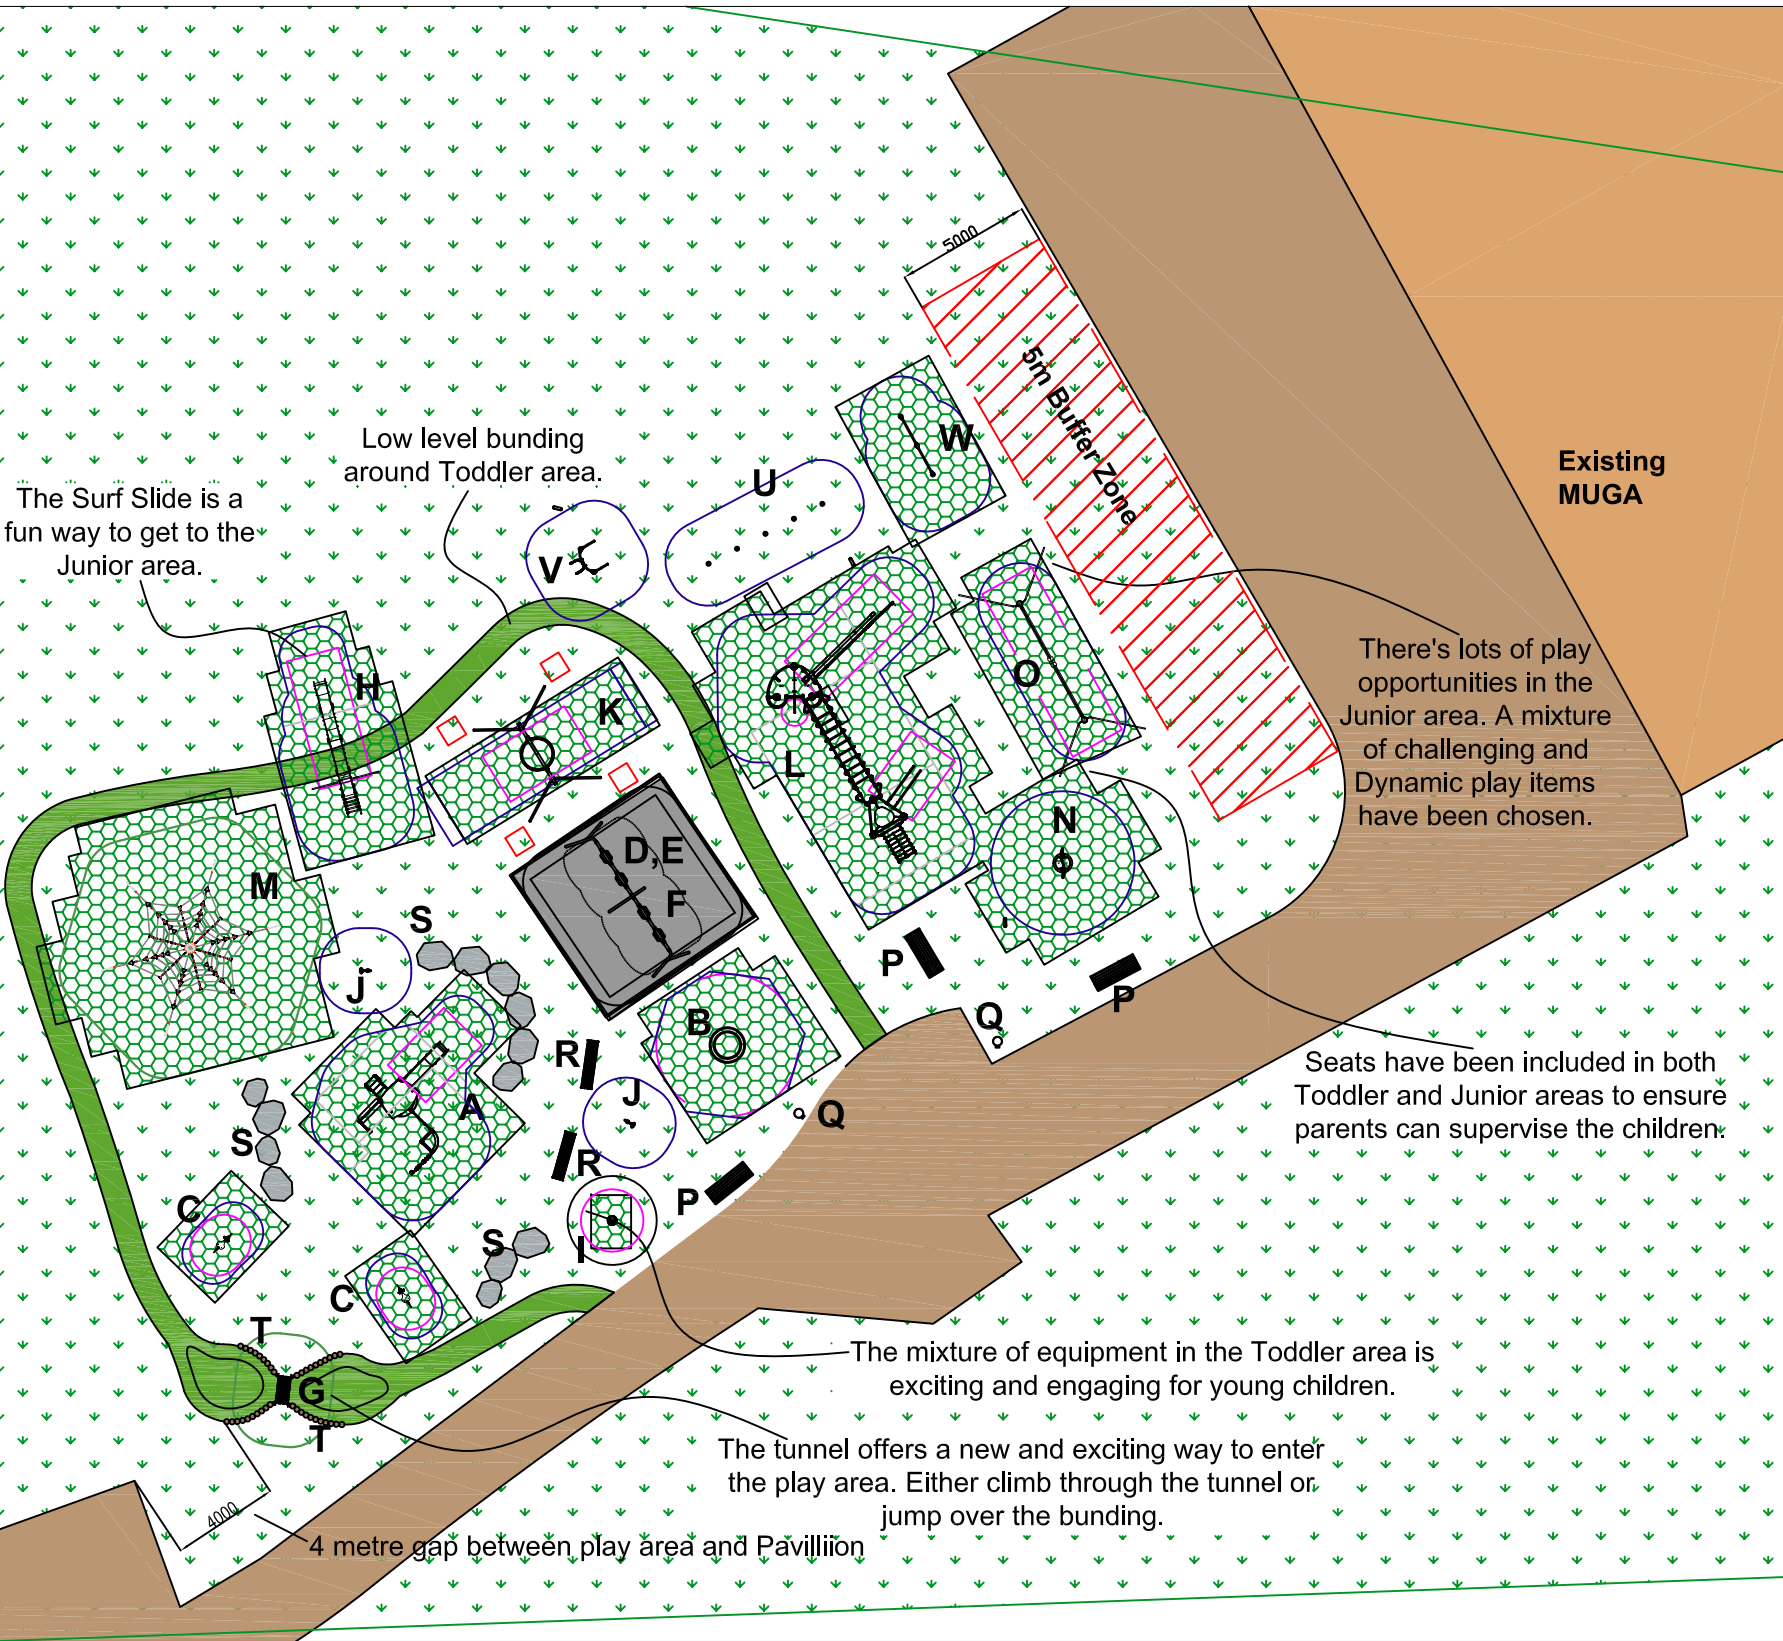 5000
5m Buffer Zone
Existing
MUGA
Low level bunding
around Toddler area.
The Surf Slide is a
fun way to get to the
Junior area.
W
U
V
There's lots of play
opportunities in the
Junior area. A mixture
of challenging and
Dynamic play items
have been chosen.
H
K
O
L
N
D,E
F
M
S
J
P
P
Q
B
R
J
A
Q
S
R
P
C
S
I
C
Seats have been included in both
Toddler and Junior areas to ensure
parents can supervise the children.
T
G
T
The mixture of equipment in the Toddler area is
exciting and engaging for young children.
The tunnel offers a new and exciting way to enter
the play area. Either climb through the tunnel or
jump over the bunding.
4000
4 metre gap between play area and Pavilliion